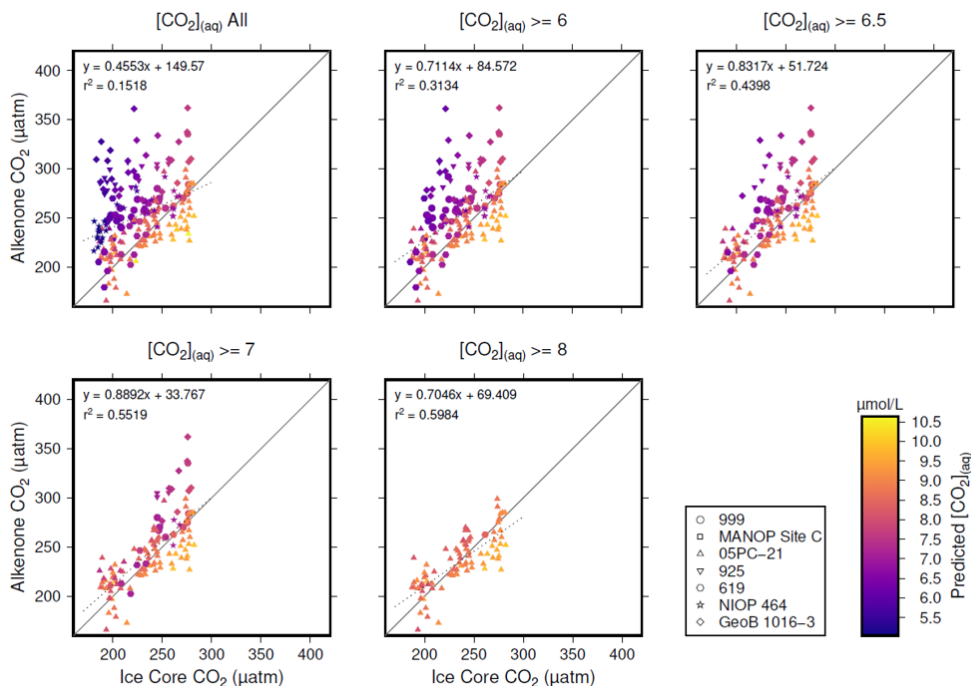 [CO2](aq) All
[CO2](aq) >= 6
[CO2](aq) >= 6.5
y = 0.4553x + 149.57
r2 = 0.1518
y = 0.7114x + 84.572
r2 = 0.3134
y = 0.8317x + 51.724
r2 = 0.4398
Alkenone CO2 (µatm)
400
350
300
250
200
[CO2](aq) >= 7
[CO2](aq) >= 8
y = 0.8892x + 33.767
r2 = 0.5519
y = 0.7046x + 69.409
r2 = 0.5984
Alkenone CO2 (µatm)
400
350
300
250
200
200 250 300 350 400
Ice Core CO2 (µatm)
200 250 300 350 400
Ice Core CO2 (µatm)
999
MANOP Site C
05PC-21
925
619
NIOP 464
GeoB 1016-3
µmol/L
10.5
10.0
9.5
9.0
8.5
8.0
7.5
7.0
6.5
6.0
5.5
Predicted [CO2](aq)